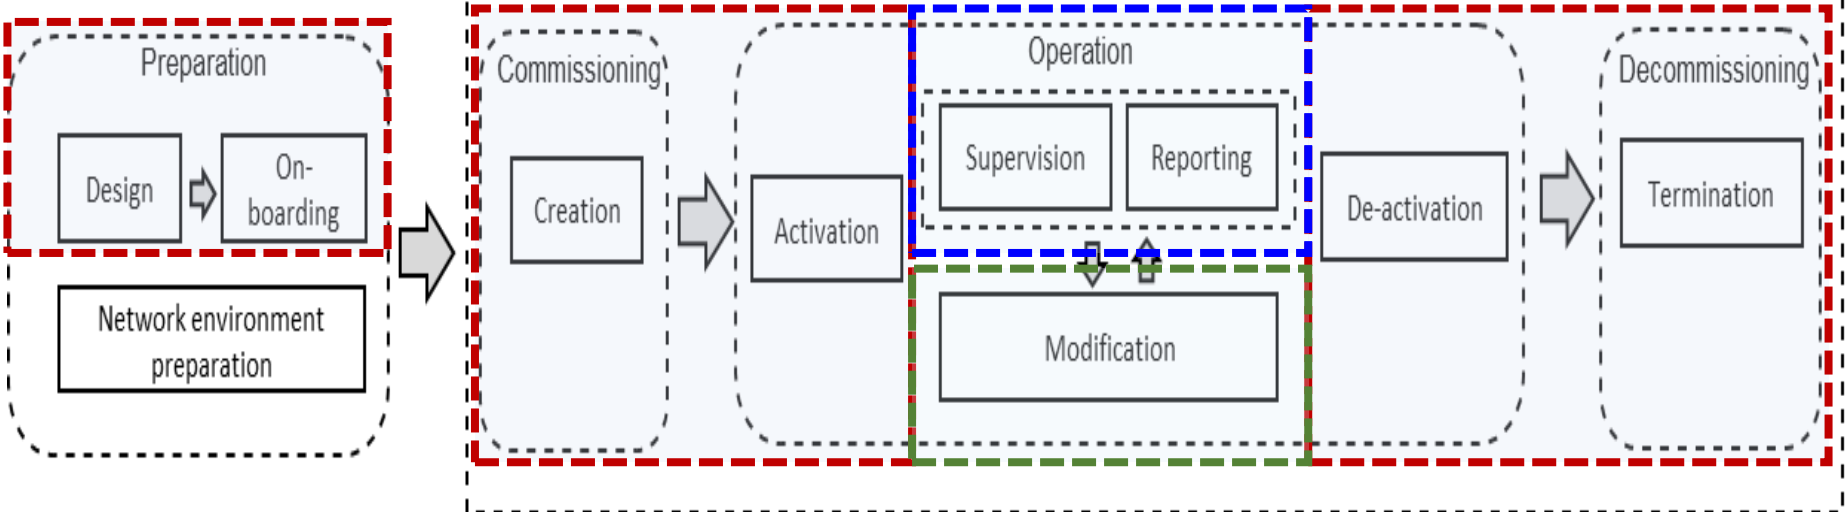 Preparation
Design
On-
boarding
Network environment
preparation
Commissioning
Creation
Operation
Activation
Supervision
Reporting
Modification
De-activation
Decommissioning
Termination